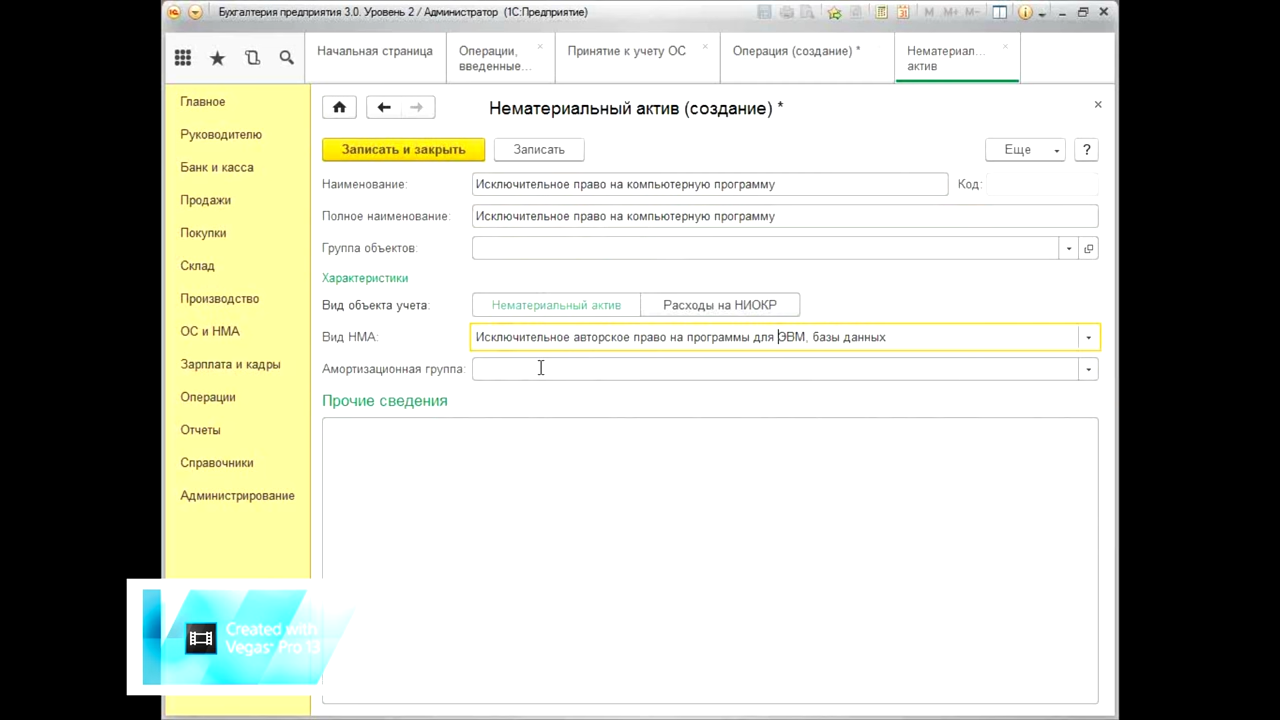 Бухгалтерия предприятия 3.0. Уровень 2 / Администратор (1С:Предприятие)
M M+ M-
Начальная страница
Операции, введенные...
Принятие к учету ОС
Операция (создание) *
Нематериал... актив
Главное
Руководителю
Банк и касса
Продажи
Покупки
Склад
Производство
ОС и НМА
Зарплата и кадры
Операции
Отчеты
Справочники
Администрирование
Нематериальный актив (создание) *
Записать и закрыть
Записать
Еще
?
Наименование: Исключительное право на компьютерную программу Код:
Полное наименование: Исключительное право на компьютерную программу
Группа объектов:
Характеристики
Вид объекта учета: Нематериальный актив Расходы на НИОКР
Вид НМА: Исключительное авторское право на программы для ЭВМ, базы данных
Амортизационная группа:
Прочие сведения
Created with
Vegas Pro 13